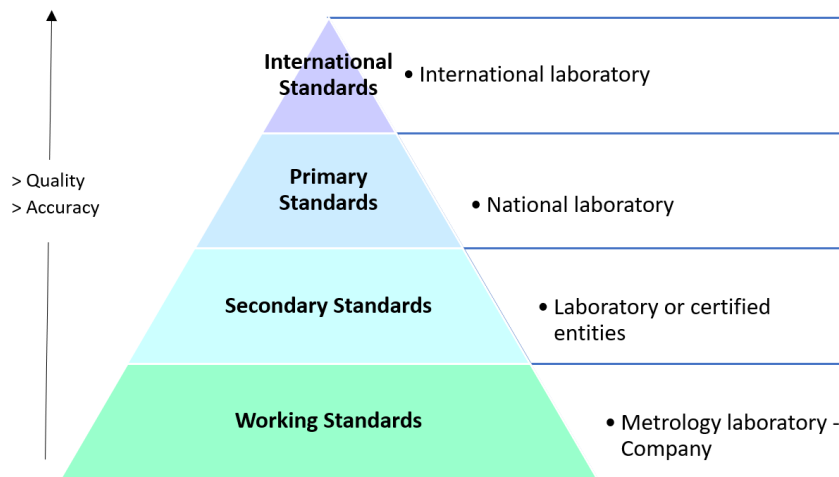 International
Standards
• International laboratory
> Quality
> Accuracy
Primary
Standards
• National laboratory
Secondary Standards
• Laboratory or certified
entities
Working Standards
• Metrology laboratory -
Company